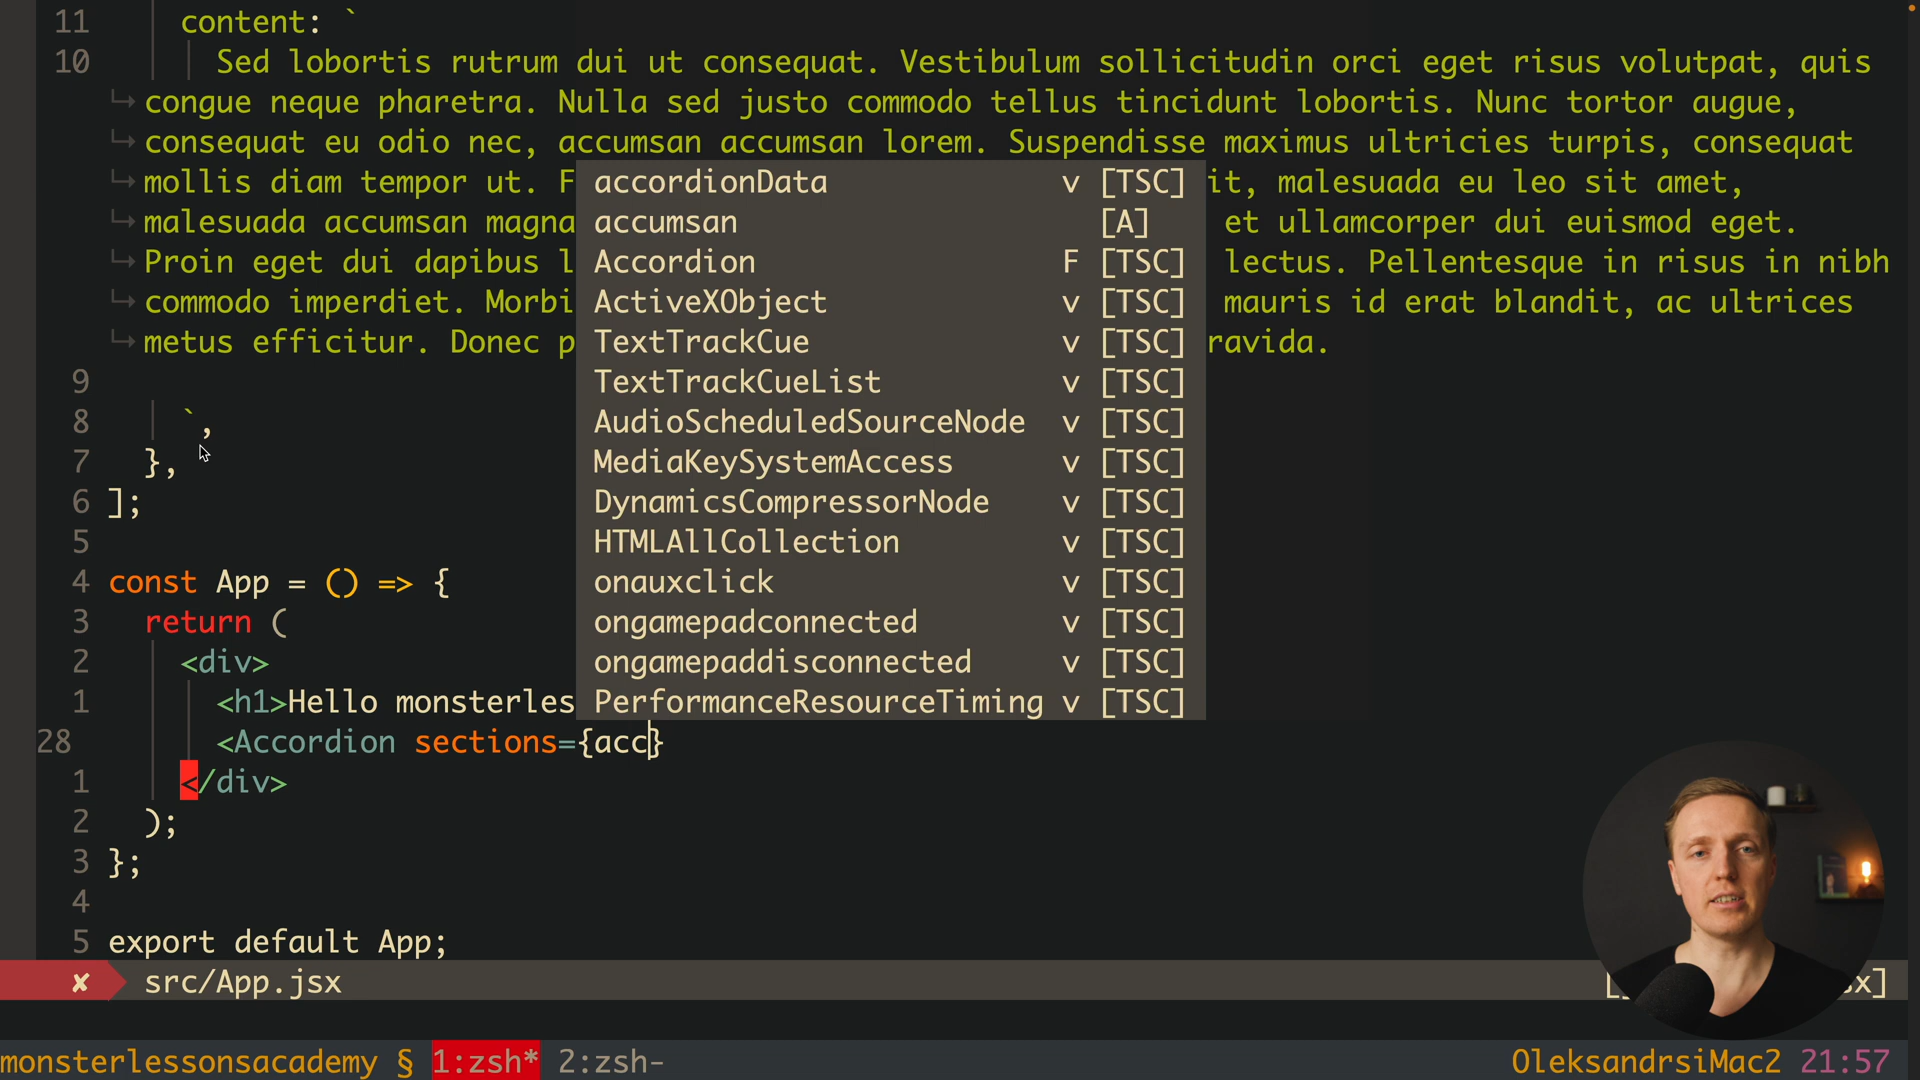 11 content: `
10 Sed lobortis rutrum dui ut consequat. Vestibulum sollicitudin orci eget risus volutpat, quis
congue neque pharetra. Nulla sed justo commodo tellus tincidunt lobortis. Nunc tortor augue,
consequat eu odio nec, accumsan accumsan lorem. Suspendisse maximus ultricies turpis, consequat
mollis diam tempor ut. F it, malesuada eu leo sit amet,
malesuada accumsan magna et ullamcorper dui euismod eget.
Proin eget dui dapibus l lectus. Pellentesque in risus in nibh
commodo imperdiet. Morbi mauris id erat blandit, ac ultrices
metus efficitur. Donec p ravida.
accordionData v [TSC]
accumsan [A]
Accordion F [TSC]
ActiveXObject v [TSC]
TextTrackCue v [TSC]
TextTrackCueList v [TSC]
AudioScheduledSourceNode v [TSC]
MediaKeySystemAccess v [TSC]
DynamicsCompressorNode v [TSC]
HTMLAllCollection v [TSC]
onauxclick v [TSC]
ongamepadconnected v [TSC]
ongamepaddisconnected v [TSC]
PerformanceResourceTiming v [TSC]
9
8 `,
7 },
6 ];
5
4 const App = () => {
3 return (
2 <div>
1 <h1>Hello monsterles
28 <Accordion sections={acc}
1 </div>
2 );
3 };
4
5 export default App;
✘ src/App.jsx
monsterlessonsacademy § 1:zsh* 2:zsh- OleksandrsiMac2 21:57